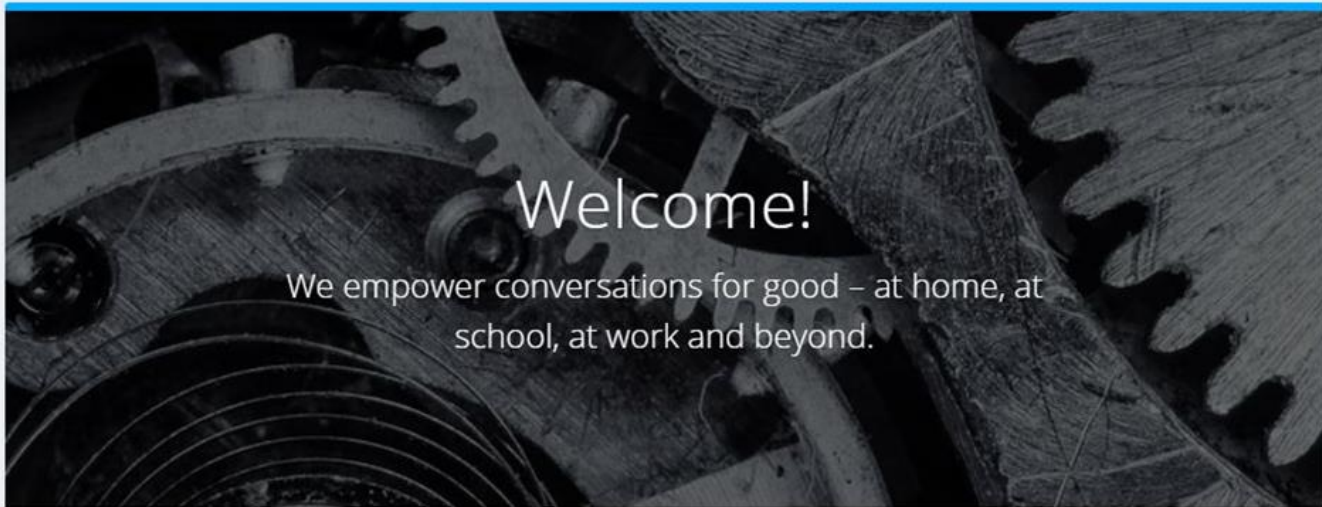 Welcome!
We empower conversations for good – at home, at
school, at work and beyond.